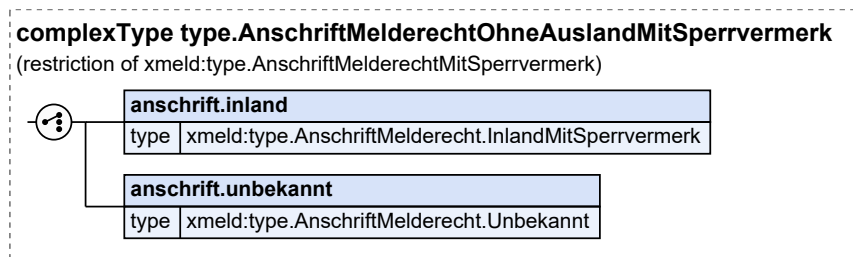 complexType type.AnschriftMelderechtOhneAuslandMitSperrvermerk
(restriction of xmeld:type.AnschriftMelderechtMitSperrvermerk)
anschrift.inland
type xmeld:type.AnschriftMelderecht.InlandMitSperrvermerk
anschrift.unbekannt
type xmeld:type.AnschriftMelderecht.Unbekannt